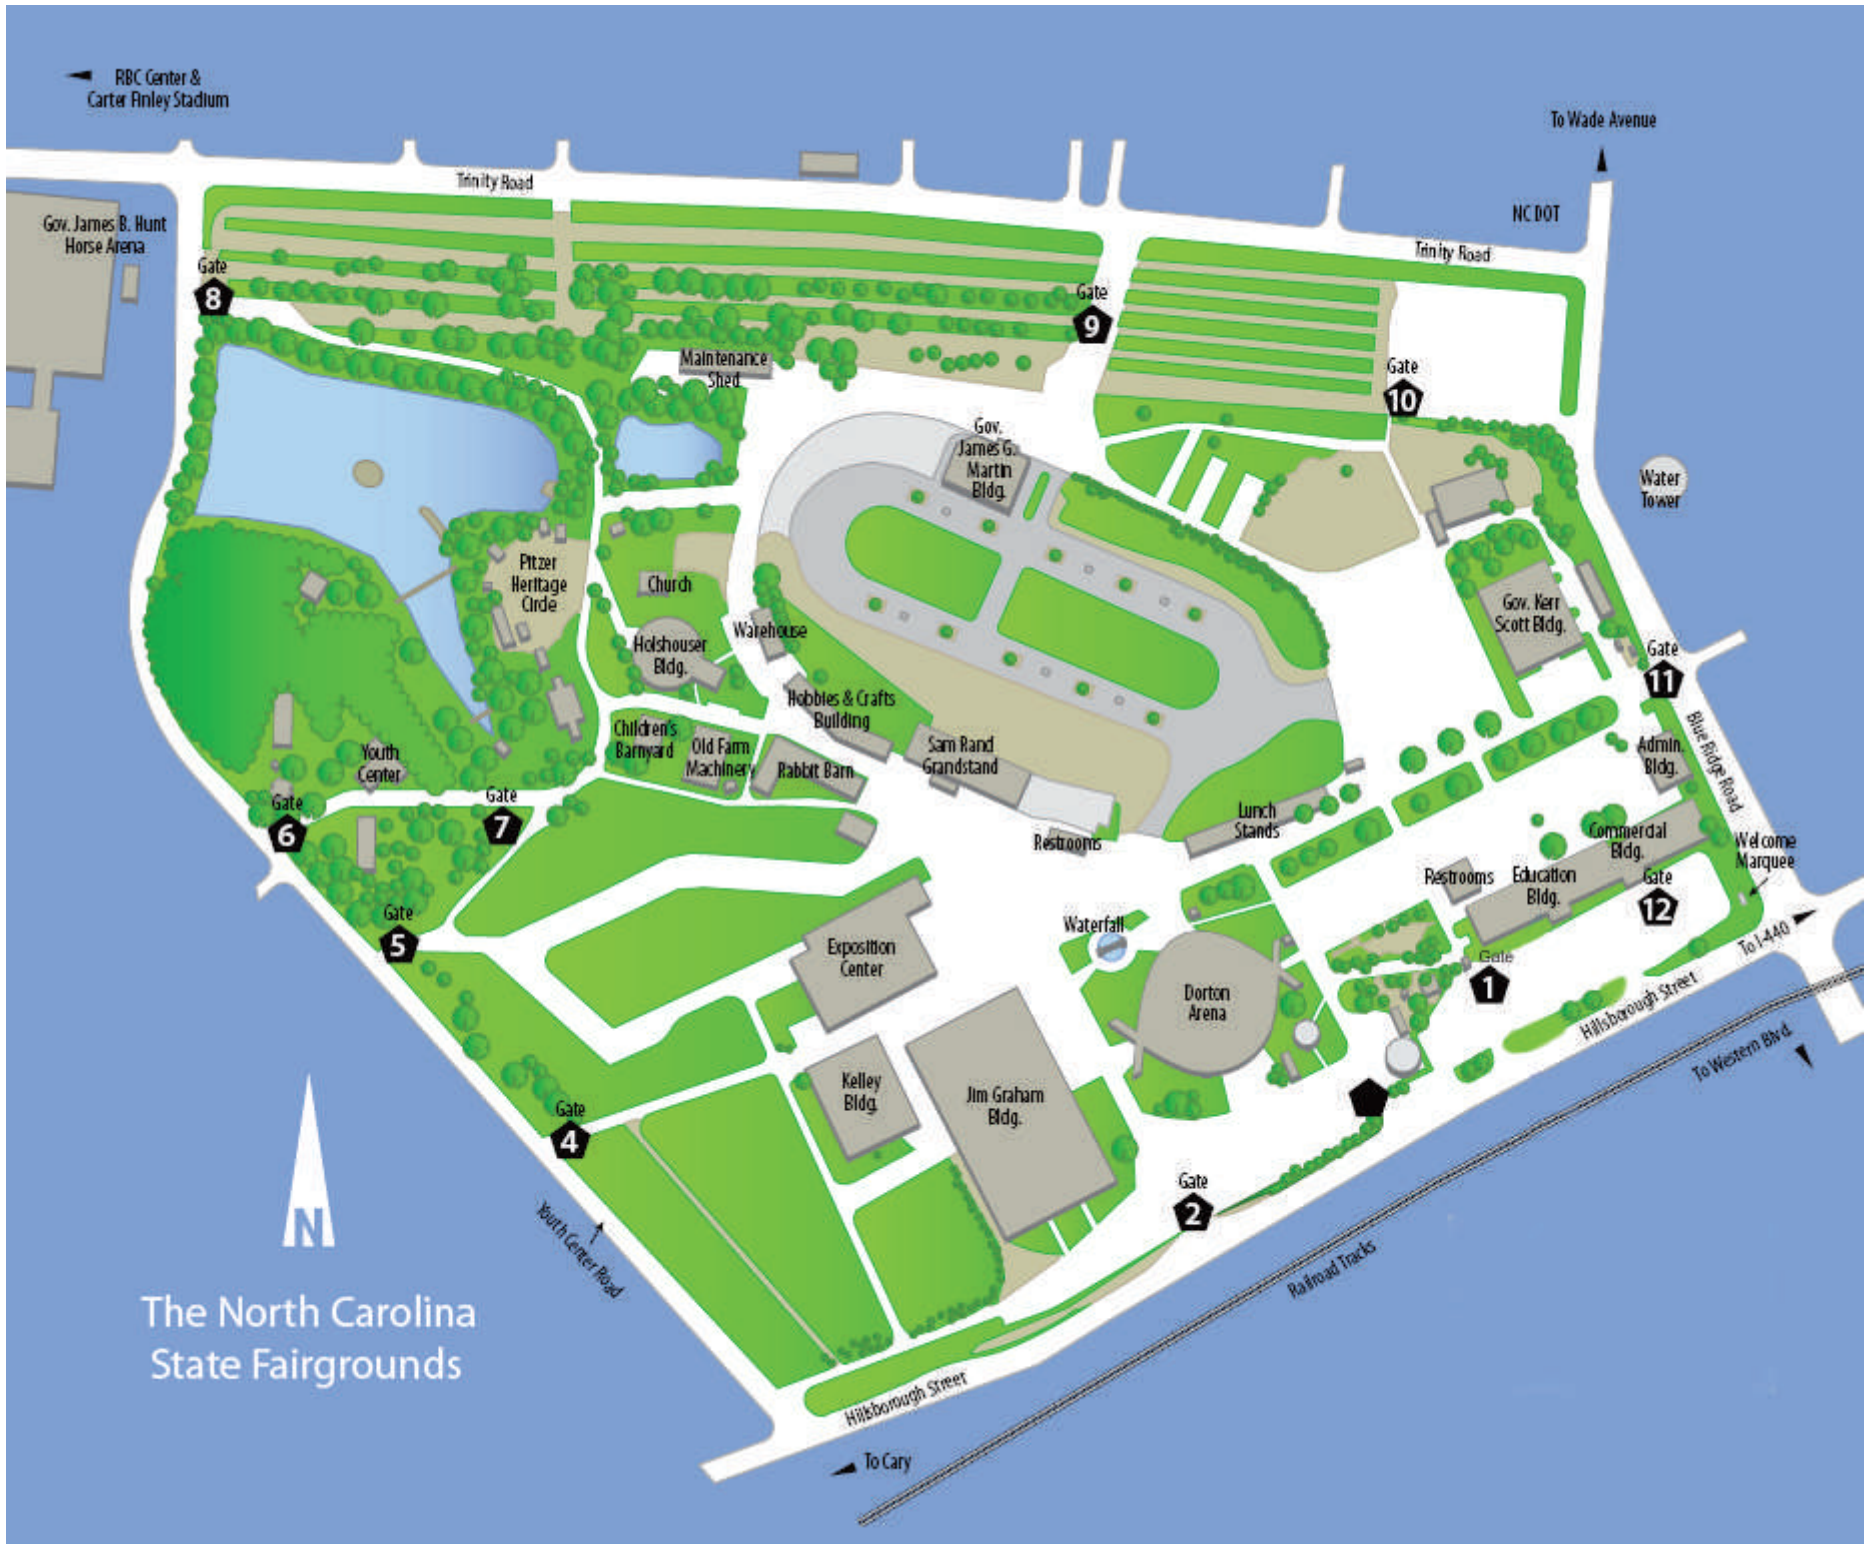 RBC Center &
Carter Finley Stadium
To Wade Avenue
Trinity Road
NC DOT
Gov. James B. Hunt
Horse Arena
Trinity Road
Gate
8
Gate
9
Maintenance
Shed
Gate
10
Gov.
James G.
Martin
Bldg.
Water
Tower
Pitzer
Heritage
Circle
Church
Gov. Kerr
Scott Bldg.
Warehouse
Holshouser
Bldg.
Gate
11
Hobbies & Crafts
Building
Children's
Barnyard
Old Farm
Machinery
Rabbit Barn
Sam Rand
Grandstand
Blue Ridge Road
Admin.
Bldg.
Youth
Center
Gate
6
Gate
7
Lunch
Stands
Restrooms
Commercial
Bldg.
Welcome
Marquee
Restrooms
Education
Bldg.
Gate
12
Gate
5
Waterfall
Exposition
Center
To I-440
Gate
1
Dorton
Arena
Hillsborough Street
To Western Blvd.
Kelley
Bldg.
Jim Graham
Bldg.
Gate
4
Gate
2
N
Youth Center Road
Railroad Tracks
The North Carolina
State Fairgrounds
Hillsborough Street
To Cary